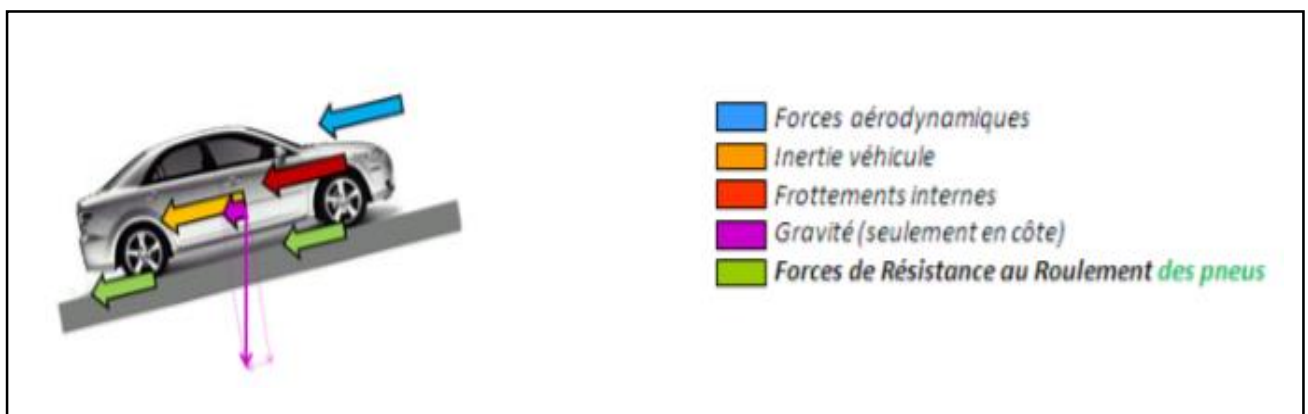 Forces aérodynamiques
Inertie véhicule
Frottements internes
Gravité (seulement en côte)
Forces de Résistance au Roulement des pneus